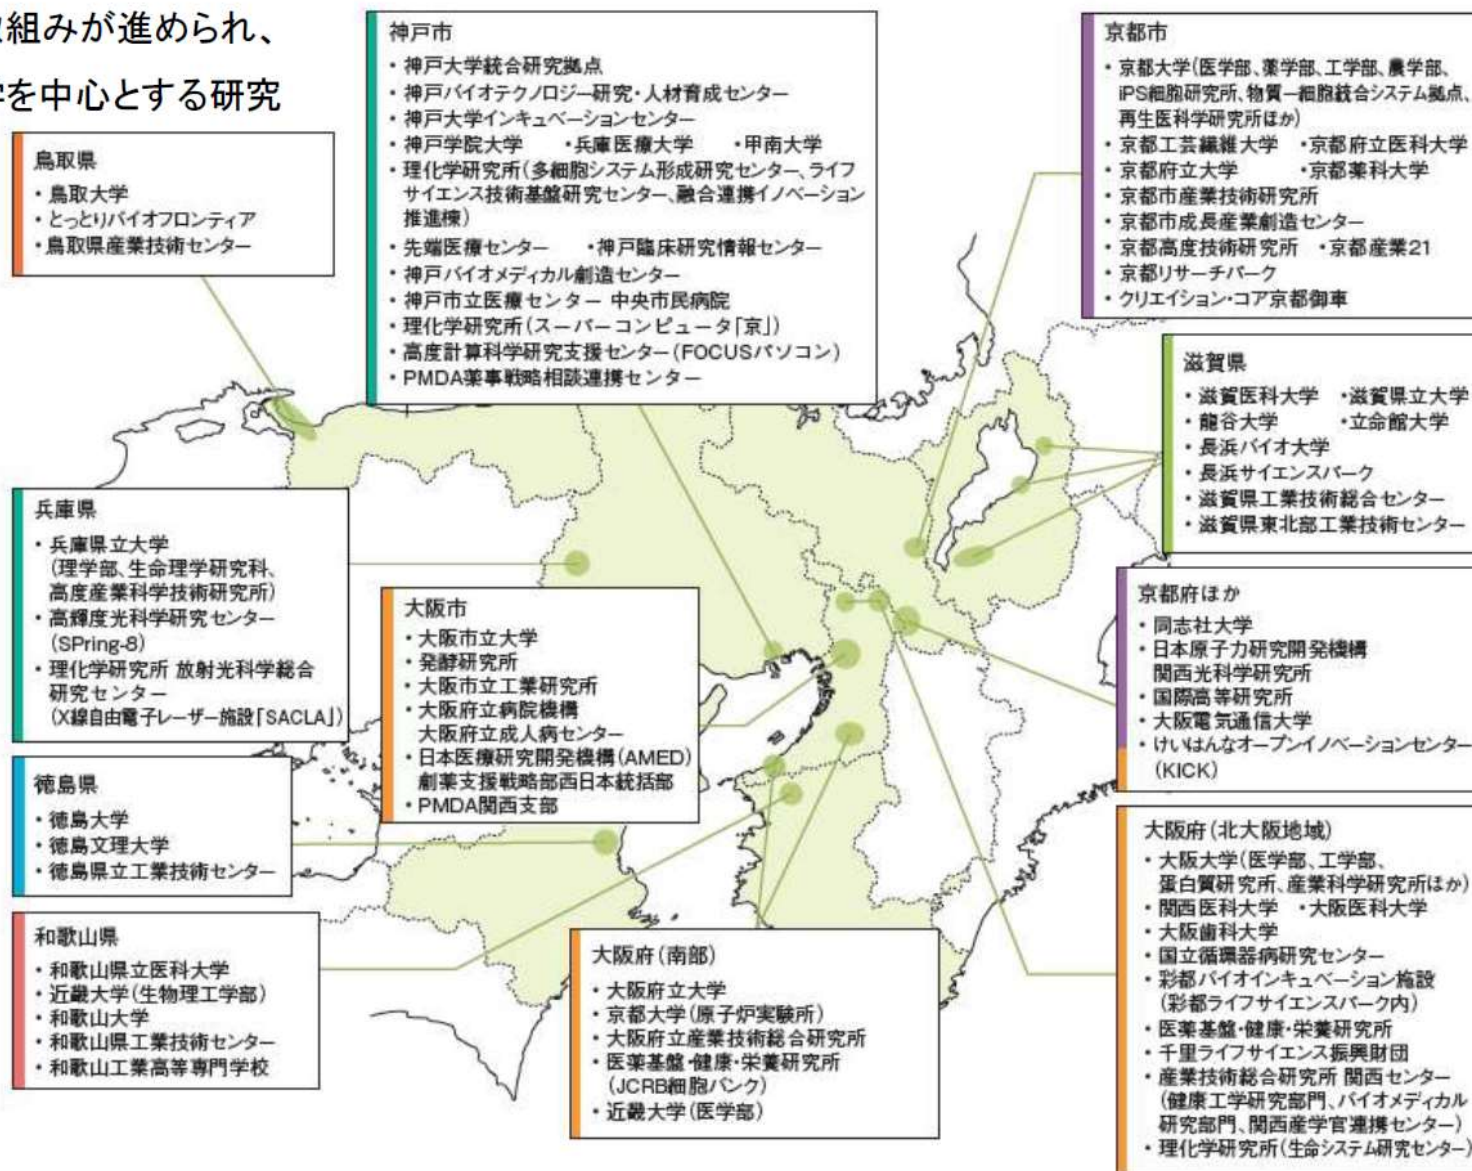 組みが進められ、
を中心とする研究
鳥取県
・鳥取大学
・とっとりバイオフロンティア
・鳥取県産業技術センター
神戸市
・神戸大学統合研究拠点
・神戸バイオテクノロジー研究・人材育成センター
・神戸大学インキュベーションセンター
・神戸学院大学 ・兵庫医療大学 ・甲南大学
・理化学研究所(多細胞システム形成研究センター、ライフ
サイエンス技術基盤研究センター、融合連携イノベーション
推進棟)
・先端医療センター ・神戸臨床研究情報センター
・神戸バイオメディカル創造センター
・神戸市立医療センター 中央市民病院
・理化学研究所(スーパーコンピュータ「京」)
・高度計算科学研究支援センター(FOCUSパソコン)
・PMDA薬事戦略相談連携センター
京都市
・京都大学(医学部、薬学部、工学部、農学部、
iPS細胞研究所、物質−細胞統合システム拠点、
再生医科学研究所ほか)
・京都工芸繊維大学 ・京都府立医科大学
・京都府立大学 ・京都薬科大学
・京都市産業技術研究所
・京都市成長産業創造センター
・京都高度技術研究所 ・京都産業21
・京都リサーチパーク
・クリエイション・コア京都御車
滋賀県
・滋賀医科大学 ・滋賀県立大学
・龍谷大学 ・立命館大学
・長浜バイオ大学
・長浜サイエンスパーク
・滋賀県工業技術総合センター
・滋賀県東北部工業技術センター
兵庫県
・兵庫県立大学
(理学部、生命理学研究科、
高度産業科学技術研究所)
・高輝度光科学研究センター
(SPring-8)
・理化学研究所 放射光科学総合
研究センター
(X線自由電子レーザー施設「SACLA」)
大阪市
・大阪市立大学
・発酵研究所
・大阪市立工業研究所
・大阪府立病院機構
大阪府立成人病センター
・日本医療研究開発機構(AMED)
創薬支援戦略部西日本統括部
・PMDA関西支部
京都府ほか
・同志社大学
・日本原子力研究開発機構
関西光科学研究所
・国際高等研究所
・大阪電気通信大学
・けいはんなオープンイノベーションセンター
(KICK)
徳島県
・徳島大学
・徳島文理大学
・徳島県立工業技術センター
和歌山県
・和歌山県立医科大学
・近畿大学(生物理工学部)
・和歌山大学
・和歌山県工業技術センター
・和歌山工業高等専門学校
大阪府(南部)
・大阪府立大学
・京都大学(原子炉実験所)
・大阪府立産業技術総合研究所
・医薬基盤・健康・栄養研究所
(JCRB細胞バンク)
・近畿大学(医学部)
大阪府(北大阪地域)
・大阪大学(医学部、工学部、
蛋白質研究所、産業科学研究所ほか)
・関西医科大学 ・大阪医科大学
・大阪歯科大学
・国立循環器病研究センター
・彩都バイオインキュベーション施設
(彩都ライフサイエンスパーク内)
・医薬基盤・健康・栄養研究所
・千里ライフサイエンス振興財団
・産業技術総合研究所 関西センター
(健康工学研究部門、バイオメディカル
研究部門、関西産学官連携センター)
・理化学研究所(生命システム研究センター)